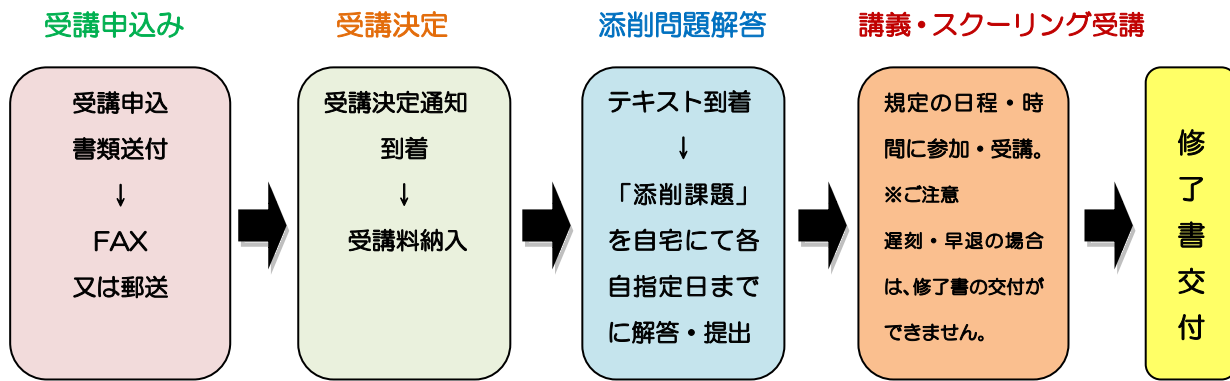 受講申込み
受講決定
添削問題解答
講義・スクーリング受講
受講申込
書類送付
↓
FAX
又は郵送
受講決定通知
到着
↓
受講料納入
テキスト到着
↓
「添削課題」
を自宅にて各
自指定日まで
に解答・提出
規定の日程・時
間に参加・受講。
※ご注意
遅刻・早退の場合
は、修了書の交付が
できません。
修了書交付